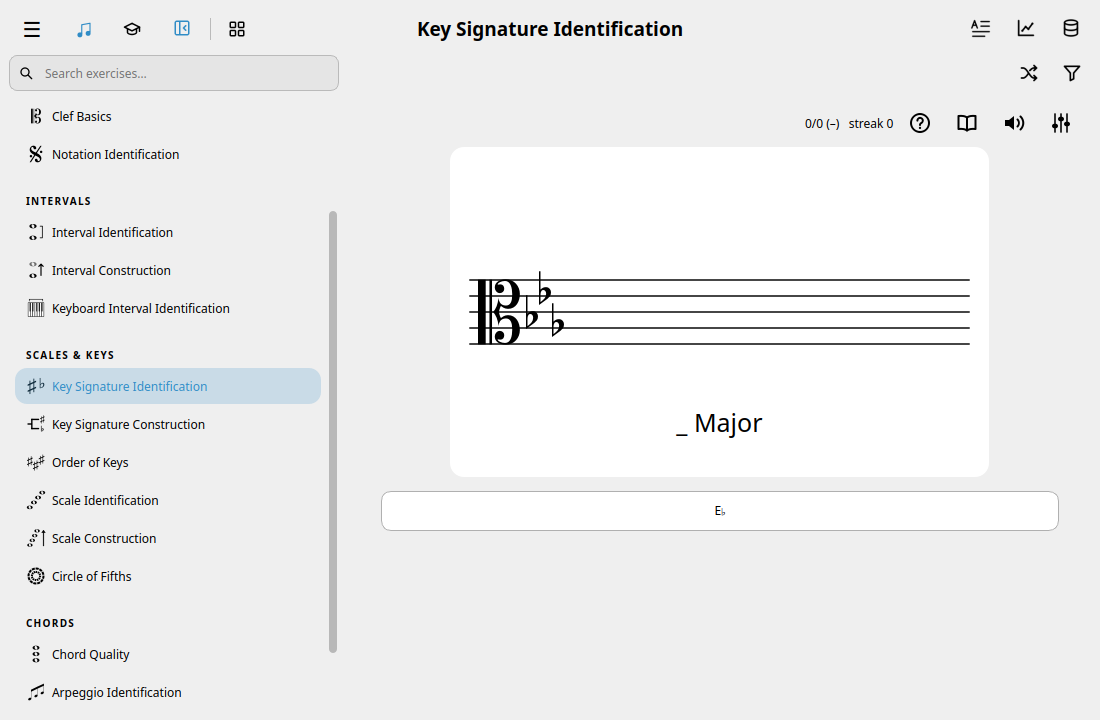 Key Signature Identification
Search exercises...
Clef Basics
Notation Identification
INTERVALS
Interval Identification
Interval Construction
Keyboard Interval Identification
SCALES & KEYS
Key Signature Identification
Key Signature Construction
Order of Keys
Scale Identification
Scale Construction
Circle of Fifths
CHORDS
Chord Quality
Arpeggio Identification
0/0 (–) streak 0
_ Major
E♭